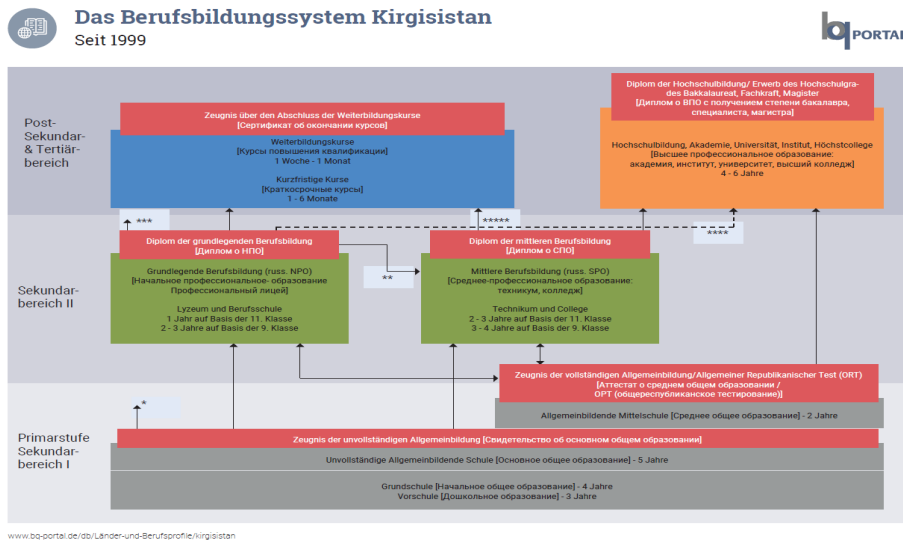 Das Berufsbildungssystem Kirgisistan
Seit 1999
bq PORTAL
Post-
Sekundar-
& Tertiär-
bereich
Zeugnis über den Abschluss der Weiterbildungskurse
[Сертификат об окончании курсов]
Weiterbildungskurse
[Курсы повышения квалификации]
1 Woche - 1 Monat
Kurzfristige Kurse
[Краткосрочные курсы]
1 - 6 Monate
Diplom der Hochschulbildung/ Erwerb des Hochschulgra-
des Bakkalaureat, Fachkraft, Magister
[Диплом о ВПО с получением степени бакалавра,
специалиста, магистра]
Hochschulbildung, Akademie, Universität, Institut, Höchstcollege
[Высшее профессиональное образование:
академия, институт, университет, высший колледж]
4 - 6 Jahre
***
*****
****
Sekundar-
bereich II
Diplom der grundlegenden Berufsbildung
[Диплом о НПО]
Grundlegende Berufsbildung (russ. NPO)
[Начальное профессиональное- образование
Профессиональный лицей]
Lyzeum und Berufsschule
1 Jahr auf Basis der 11. Klasse
2 - 3 Jahre auf Basis der 9. Klasse
**
Diplom der mittleren Berufsbildung
[Диплом о СПО]
Mittlere Berufsbildung (russ. SPO)
[Среднее-профессиональное образование:
техникум, колледж]
Technikum und College
2 - 3 Jahre auf Basis der 11. Klasse
3 - 4 Jahre auf Basis der 9. Klasse
Zeugnis der vollständigen Allgemeinbildung/Allgemeiner Republikanischer Test (ORT)
[Аттестат о среднем общем образовании /
ОРТ (общереспубликанское тестирование)]
Allgemeinbildende Mittelschule [Среднее общее образование] - 2 Jahre
Primarstufe
Sekundar-
bereich I
*
Zeugnis der unvollständigen Allgemeinbildung [Свидетельство об основном общем образовании]
Unvollständige Allgemeinbildende Schule [Основное общее образование] - 5 Jahre
Grundschule [Начальное общее образование] - 4 Jahre
Vorschule [Дошкольное образование] - 3 Jahre
www.bq-portal.de/db/Länder-und-Berufsprofile/kirgisistan